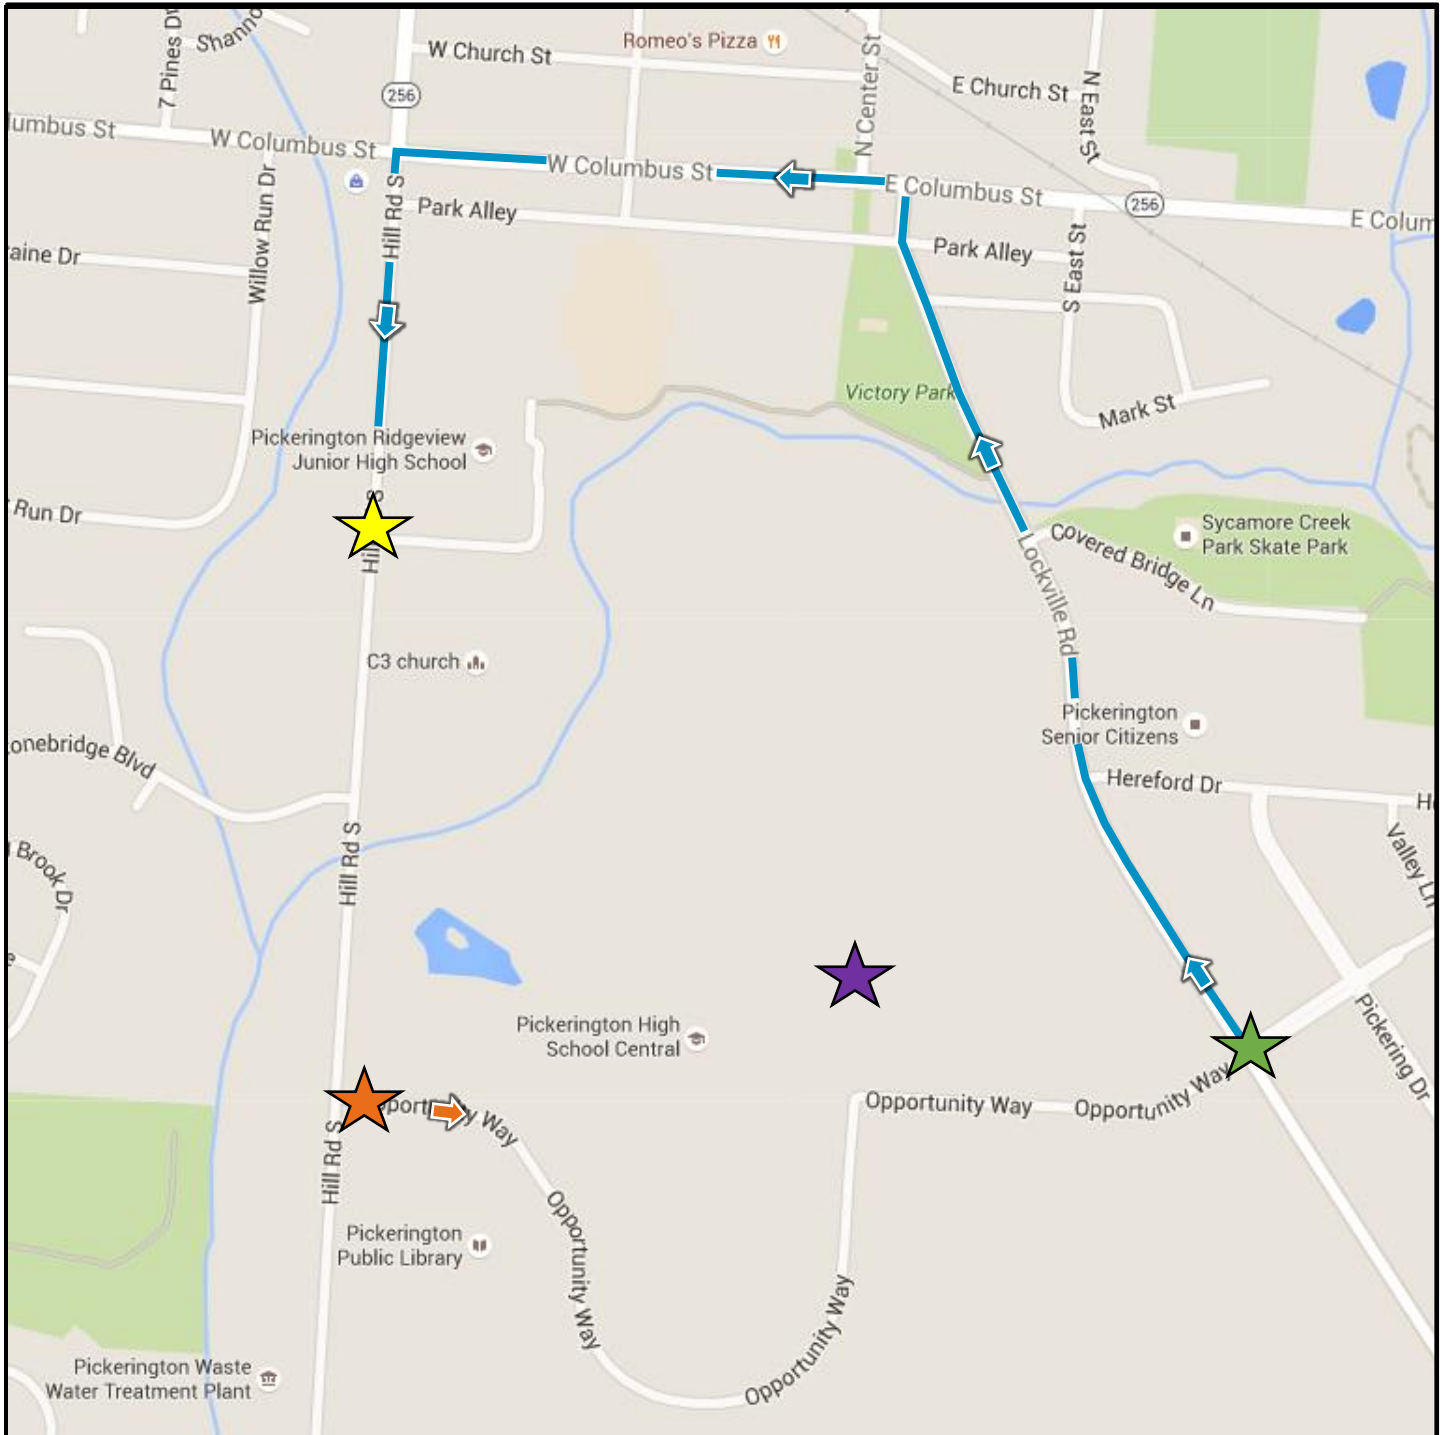 Shanno
7 Pines D
W Church St
Romeo's Pizza
256
N Center St
E Church St
N East St
lumbus St
W Columbus St
W Columbus St
E Columbus St
256
E Colum
Willow Run Dr
Hill Rd S
Park Alley
Park Alley
S East St
raine Dr
Victory Park
Mark St
Pickerington Ridgeview
Junior High School
Run Dr
S
Hil
Sycamore Creek
Park Skate Park
Covered Bridge Ln
Lockville Rd
C3 church
Pickerington
Senior Citizens
onebridge Blvd
Hereford Dr
H
Valley Ln
Hill Rd S
Brook Dr
e
Pickerington High
School Central
Pickering Dr
pportunity Way
Opportunity Way
Opportunity Way
Hill Rd S
Pickerington
Public Library
Opportunity Way
Opportunity Way
Pickerington Waste
Water Treatment Plant